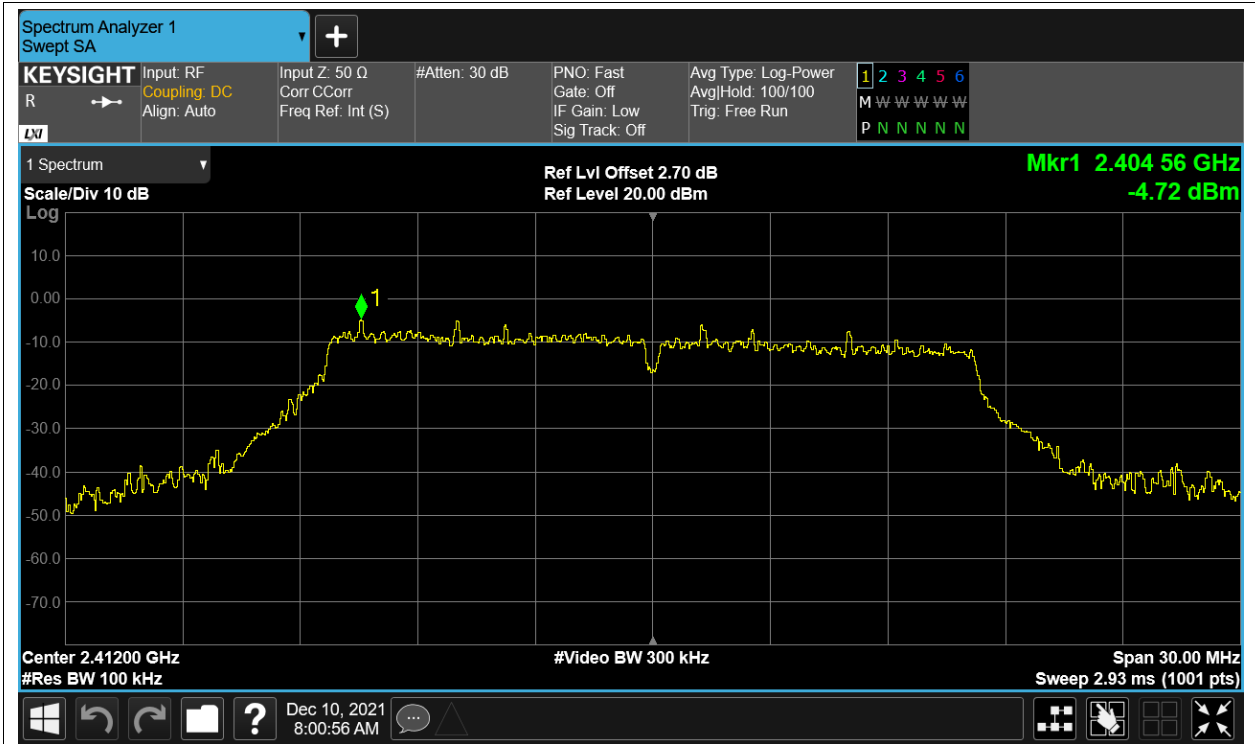 Spectrum Analyzer 1
Swept SA
KEYSIGHT
R
LXI
Input: RF
Coupling: DC
Align: Auto
Input Z: 50 Ω
Corr CCorr
Freq Ref: Int (S)
#Atten: 30 dB
PNO: Fast
Gate: Off
IF Gain: Low
Sig Track: Off
Avg Type: Log-Power
Avg|Hold: 100/100
Trig: Free Run
1 2 3 4 5 6
M W W W W W
P N N N N N
1 Spectrum
Scale/Div 10 dB
Ref Lvl Offset 2.70 dB
Ref Level 20.00 dBm
Mkr1 2.404 56 GHz
-4.72 dBm
Log
10.0
0.00
-10.0
-20.0
-30.0
-40.0
-50.0
-60.0
-70.0
1
Center 2.41200 GHz
#Res BW 100 kHz
#Video BW 300 kHz
Span 30.00 MHz
Sweep 2.93 ms (1001 pts)
?
Dec 10, 2021
8:00:56 AM